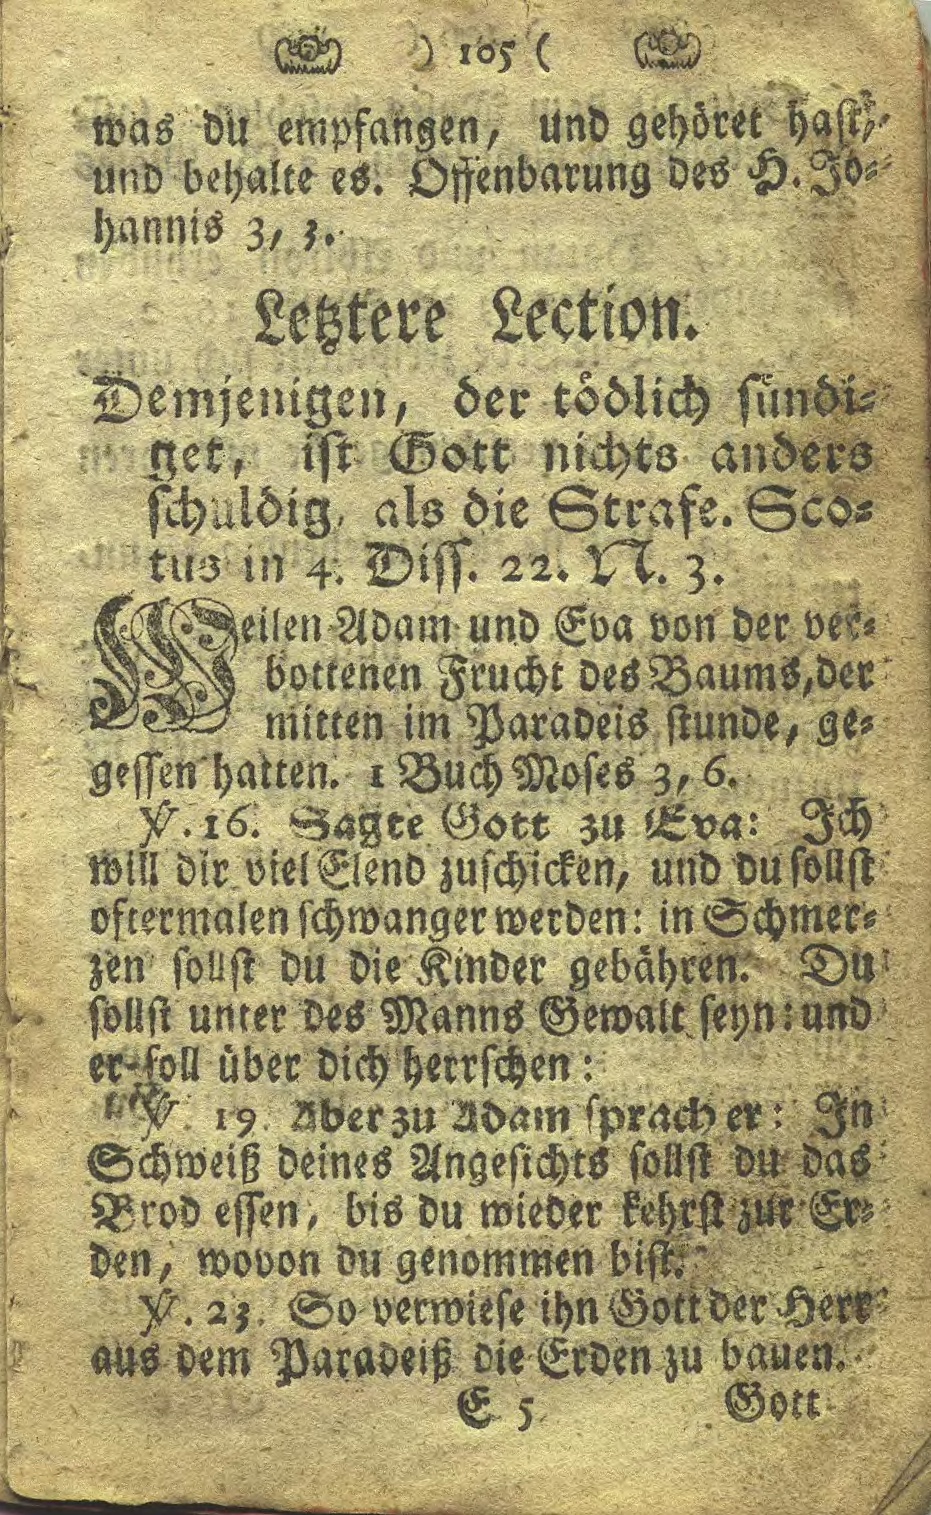 ) 105 (
was du empfangen, und gehöret hast,
und behalte es. Offenbarung des H. Jo-
hannis 3, 3.
Letztere Lection.
Demjenigen, der tödlich sündi-
get, ist Gott nichts anders
schuldig, als die Strafe. Sco-
tus in 4. Diss. 22. N. 3.
Weilen Adam und Eva von der ver-
bottenen Frucht des Baums, der
mitten im Paradeis stunde, ge-
gessen hatten. 1 Buch Moses 3, 6.
℣. 16. Sagte Gott zu Eva: Ich
will dir viel Elend zuschicken, und du sollst
oftermalen schwanger werden: in Schmer-
zen sollst du die Kinder gebähren. Du
sollst unter des Manns Gewalt seyn: und
er soll über dich herrschen:
℣. 19. Aber zu Adam sprach er: In
Schweiß deines Angesichts sollst du das
Brod essen, bis du wieder kehrst zur Er-
den, wovon du genommen bist.
℣. 23. So verwiese ihn Gott der Herr
aus dem Paradeiß die Erden zu bauen.
E 5 Gott